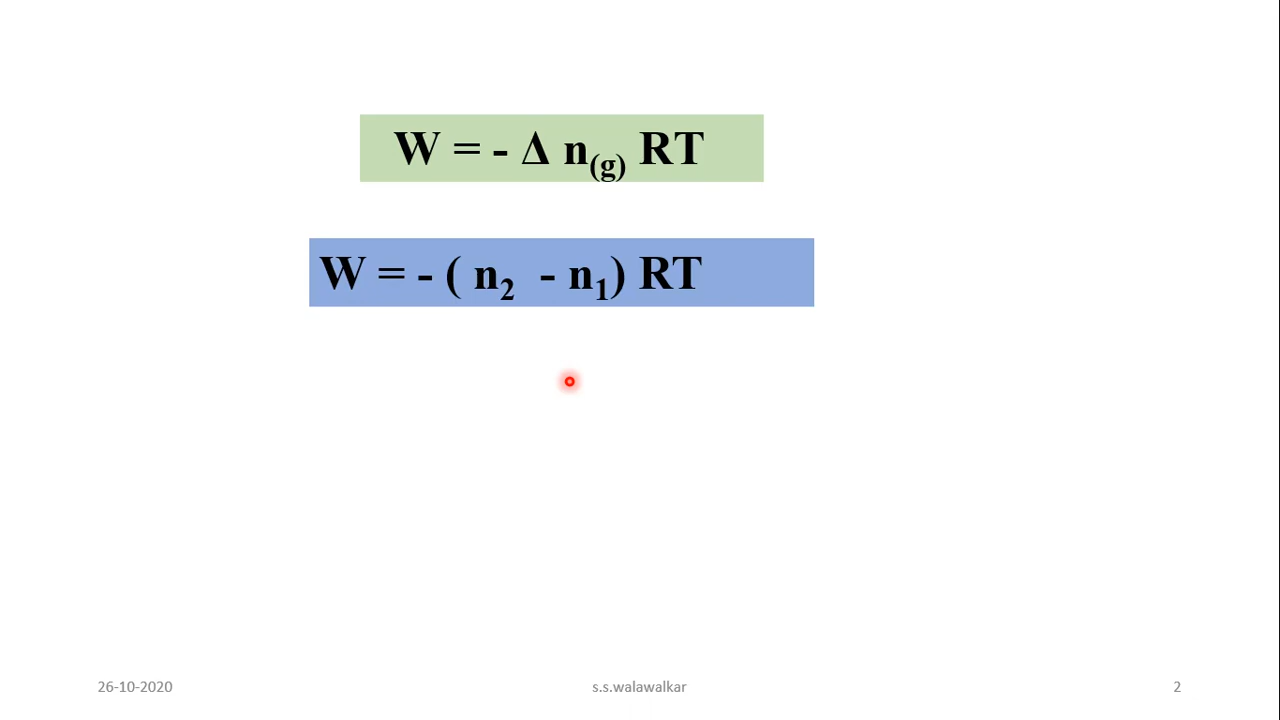 W = - Δ n(g) RT
W = - ( n2 - n1) RT
26-10-2020 s.s.walawalkar 2